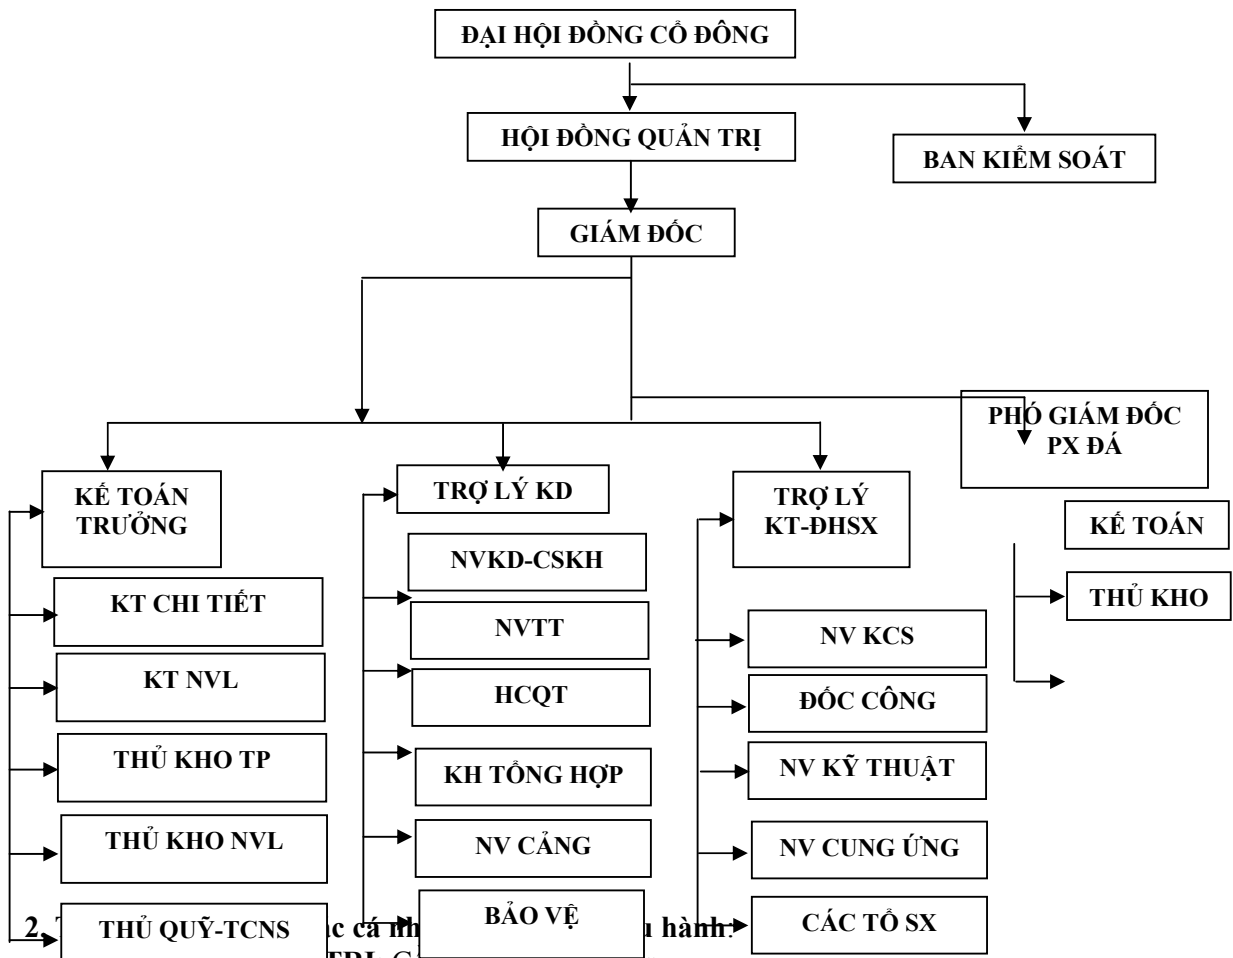 ĐẠI HỘI ĐỒNG CỔ ĐÔNG
HỘI ĐỒNG QUẢN TRỊ
BAN KIỂM SOÁT
GIÁM ĐỐC
PHÓ GIÁM ĐỐC
PX ĐÁ
KẾ TOÁN
TRƯỞNG
TRỢ LÝ KD
TRỢ LÝ
KT-ĐHSX
KẾ TOÁN
THỦ KHO
KT CHI TIẾT
KT NVL
THỦ KHO TP
THỦ KHO NVL
THỦ QUỸ-TCNS
NVKD-CSKH
NVTT
HCQT
KH TỔNG HỢP
NV CẢNG
BẢO VỆ
NV KCS
ĐỐC CÔNG
NV KỸ THUẬT
NV CUNG ỨNG
CÁC TỔ SX
2. cá hành: